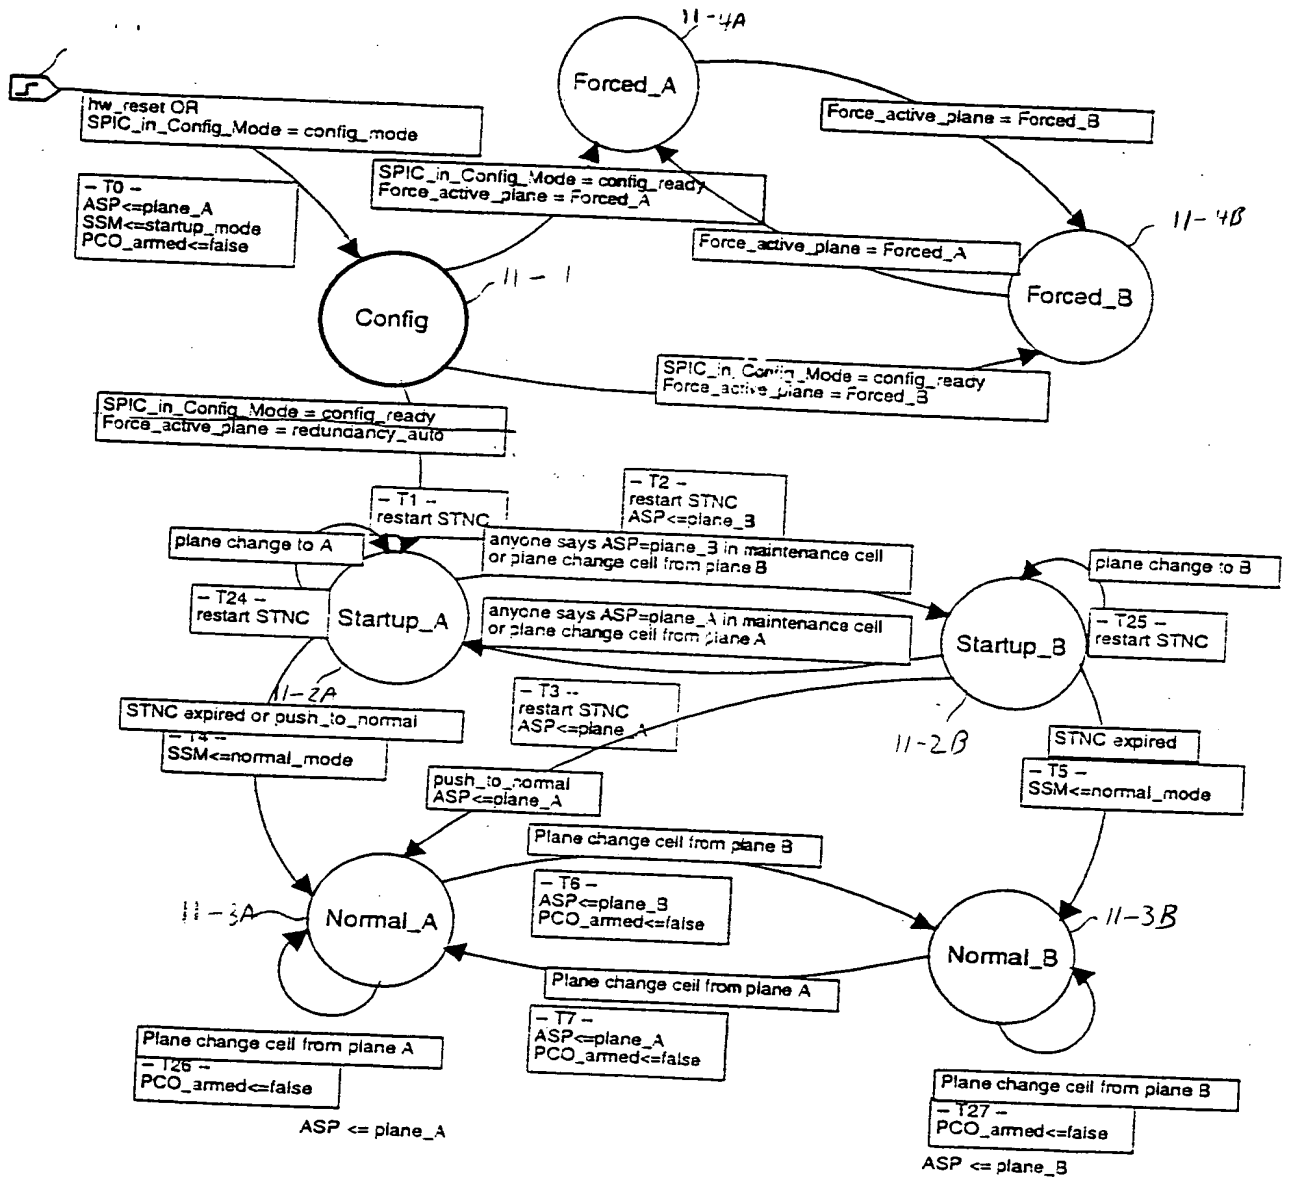 11-4A
Forced_A
hw_reset OR
SPIC_in_Config_Mode = config_mode
Force_active_plane = Forced_B
SPIC_in_Config_Mode = config_ready
Force_active_plane = Forced_A
- T0 -
ASP<=plane_A
SSM<=startup_mode
PCO_armed<=false
11-4B
Force_active_plane = Forced_A
11-1
Forced_B
Config
SPIC_in_Config_Mode = config_ready
Force_active_plane = Forced_B
SPIC_in_Config_Mode = config_ready
Force_active_plane = redundancy_auto
- T1 -
restart STNC
- T2 -
restart STNC
ASP<=plane_B
plane change to A
anyone says ASP=plane_B in maintenance cell
or plane change cell from plane B
plane change to B
- T24 -
restart STNC
Startup_A
anyone says ASP=plane_A in maintenance cell
or plane change cell from plane A
Startup_B
- T25 -
restart STNC
11-2A
- T3 -
restart STNC
ASP<=plane_A
STNC expired or push_to_normal
- T4 -
SSM<=normal_mode
11-2B
STNC expired
- T5 -
SSM<=normal_mode
push_to_normal
ASP<=plane_A
Plane change cell from plane B
11-3A
Normal_A
- T6 -
ASP<=plane_B
PCO_armed<=false
11-3B
Normal_B
Plane change cell from plane A
- T7 -
ASP<=plane_A
PCO_armed<=false
Plane change cell from plane A
- T26 -
PCO_armed<=false
ASP <= plane_A
Plane change cell from plane B
- T27 -
PCO_armed<=false
ASP <= plane_B